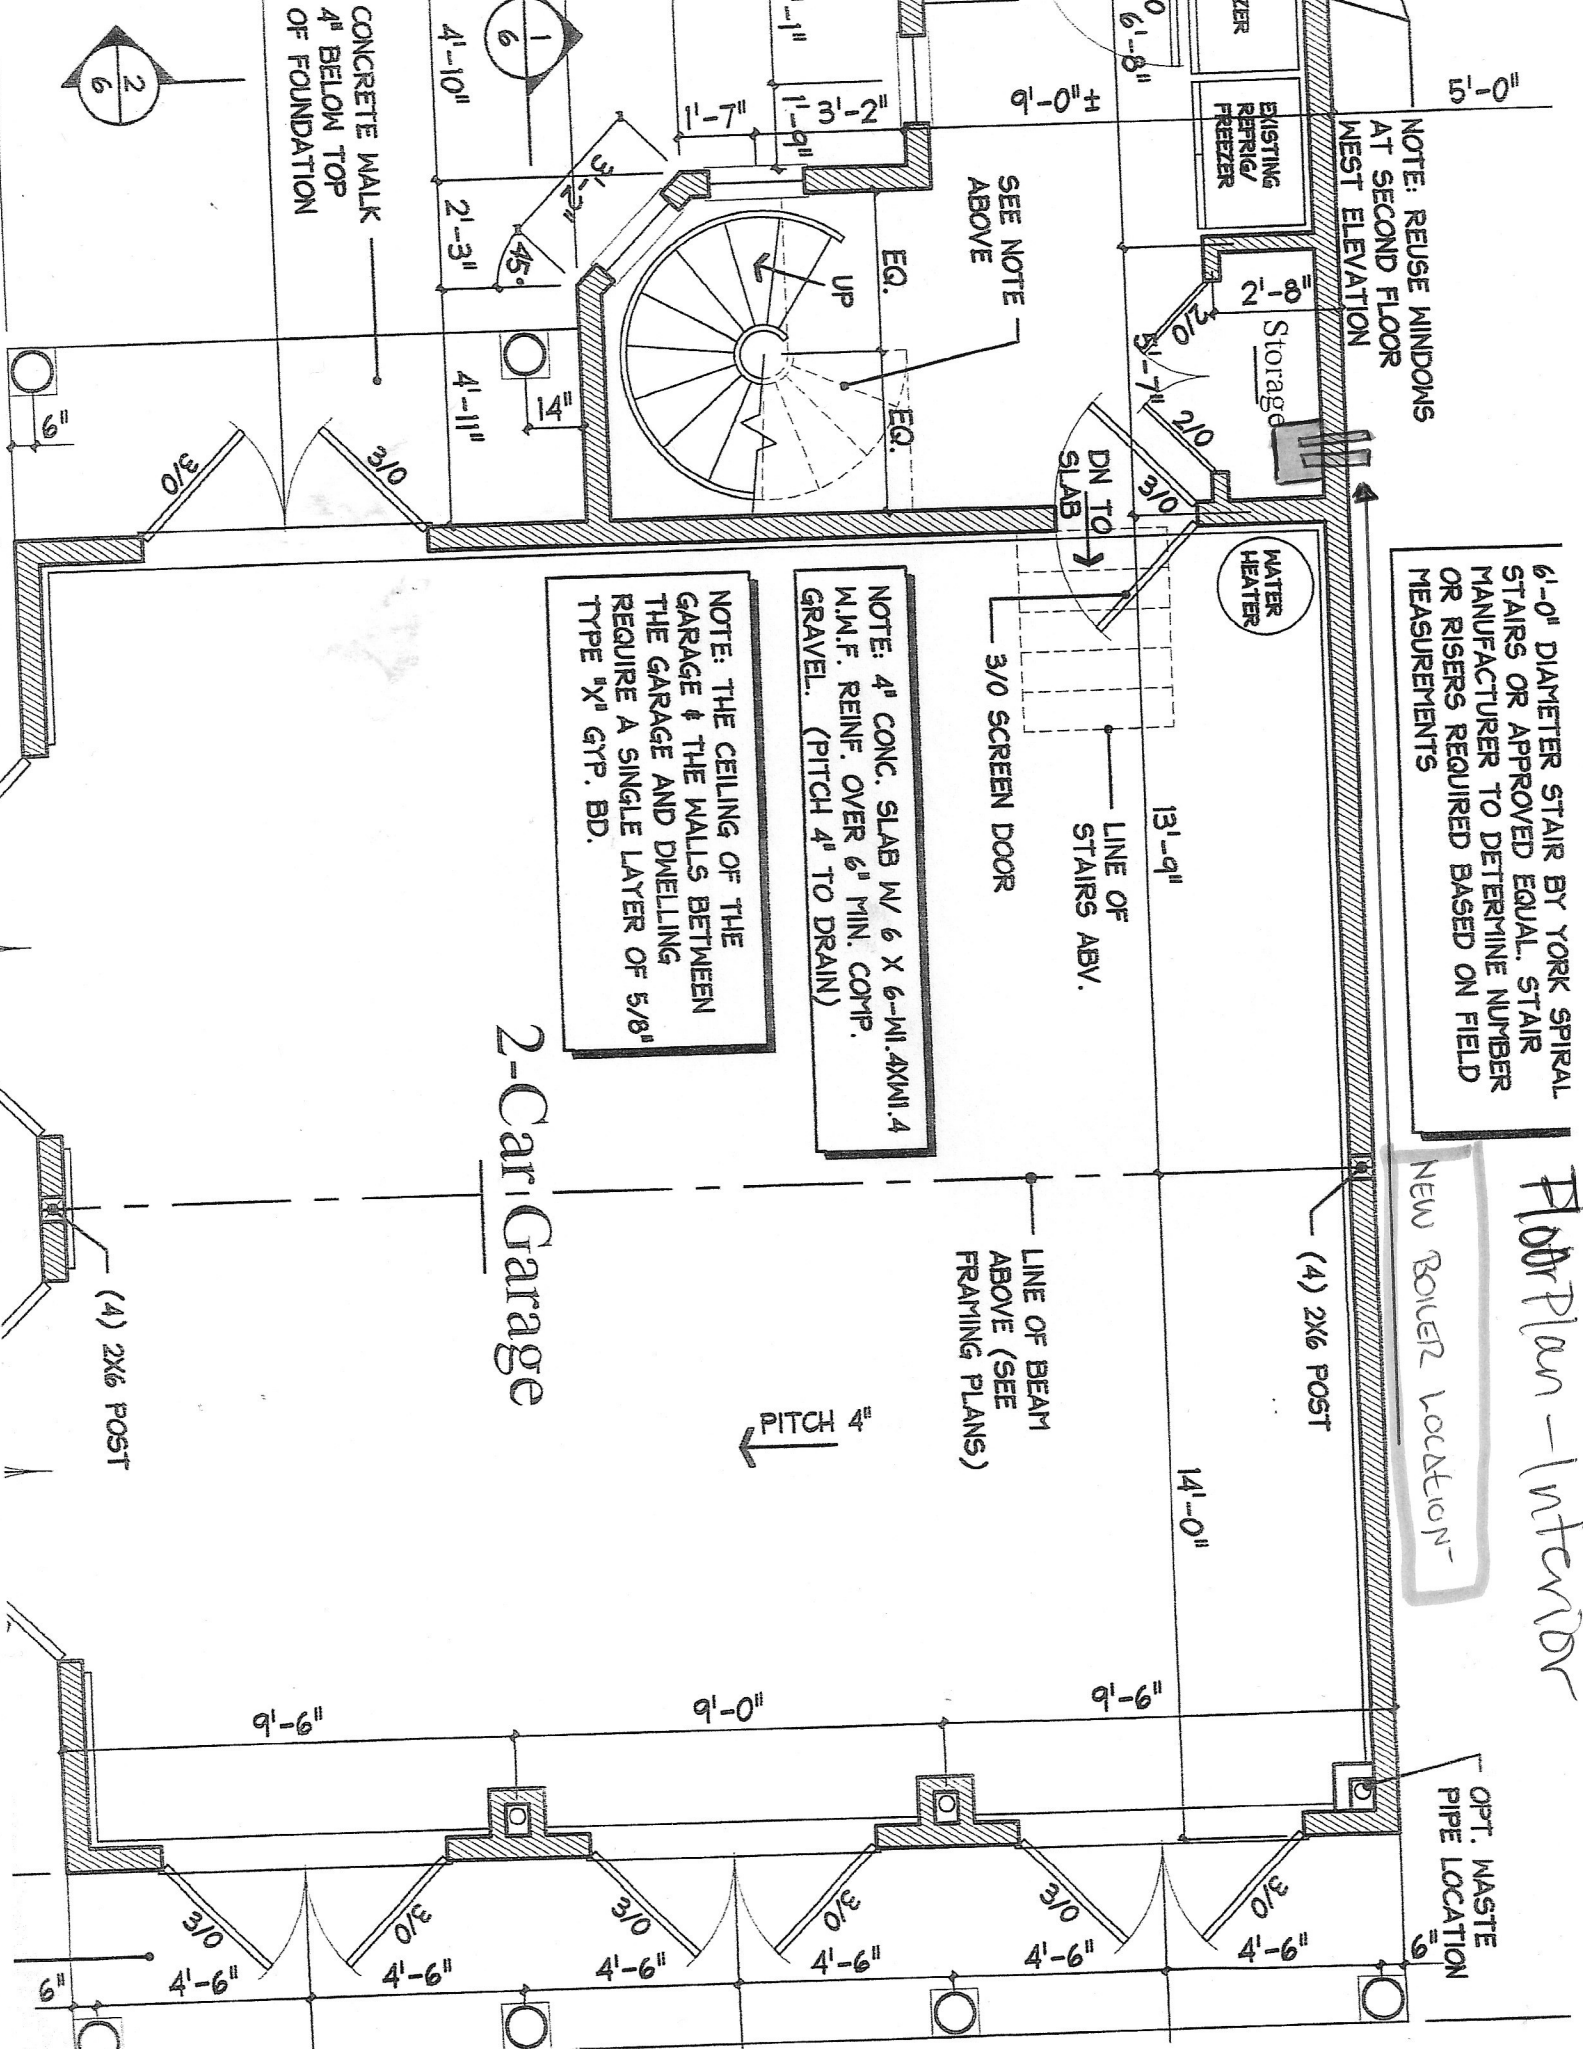 Floor Plan - Interior
NEW BOILER LOCATION
6'-0" DIAMETER STAIR BY YORK SPIRAL
STAIRS OR APPROVED EQUAL. STAIR
MANUFACTURER TO DETERMINE NUMBER
OR RISERS REQUIRED BASED ON FIELD
MEASUREMENTS
5'-0"
NOTE: REUSE WINDOWS
AT SECOND FLOOR
WEST ELEVATION
OPT. WASTE
PIPE LOCATION
6"
ZER
EXISTING
REFRIG/
FREEZER
2'-8"
Storage
2/0
2/0
5'-7"
3/0
WATER
HEATER
(4) 2X6 POST
6'-8"
9'-0"±
DN TO
SLAB
13'-9"
14'-0"
9'-6"
LINE OF
STAIRS ABV.
3/0 SCREEN DOOR
LINE OF BEAM
ABOVE (SEE
FRAMING PLANS)
SEE NOTE
ABOVE
EQ.
EQ.
UP
3'-2"
1'-9"
1'-7"
-1"
NOTE: 4" CONC. SLAB W/ 6 X 6-W1.4XW1.4
W.W.F. REINF. OVER 6" MIN. COMP.
GRAVEL. (PITCH 4" TO DRAIN)
PITCH 4"
9'-0"
NOTE: THE CEILING OF THE
GARAGE & THE WALLS BETWEEN
THE GARAGE AND DWELLING
REQUIRE A SINGLE LAYER OF 5/8"
TYPE "X" GYP. BD.
2-Car Garage
1
6
3'-2"
45°
14"
4'-10"
2'-3"
4'-11"
3/0
3/0
CONCRETE WALK
4" BELOW TOP
OF FOUNDATION
2
6
6"
(4) 2X6 POST
9'-6"
3/0
3/0
3/0
3/0
3/0
3/0
4'-6"
4'-6"
4'-6"
4'-6"
4'-6"
4'-6"
6"